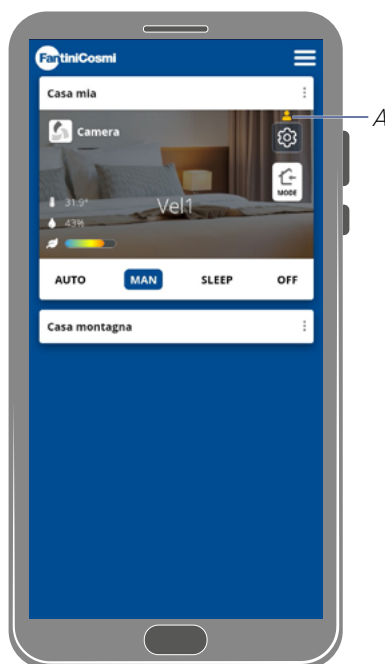 FantiniCosmi
Casa mia
A
Camera
MODE
31.9°
Vel1
43%
AUTO MAN SLEEP OFF
Casa montagna